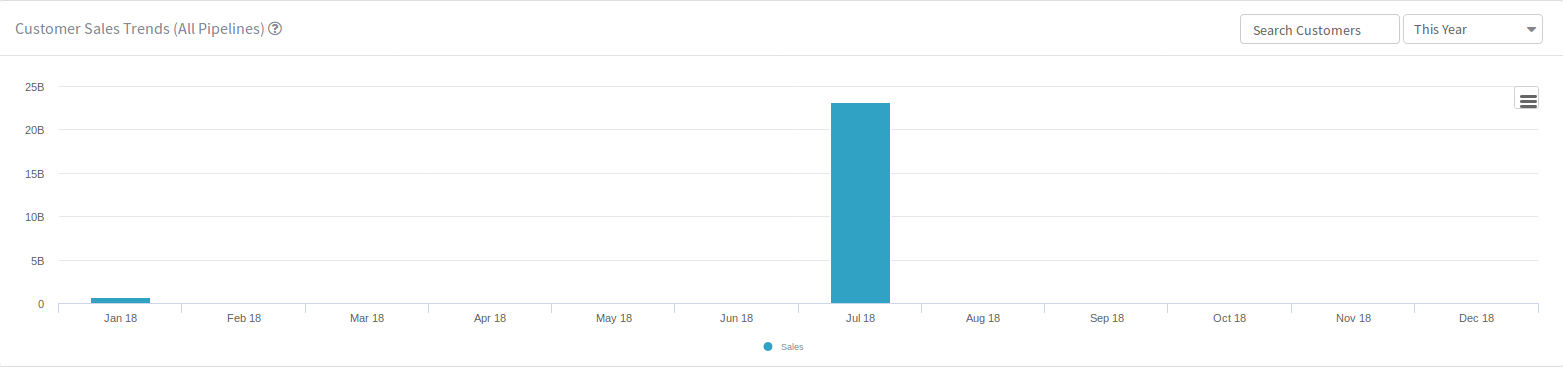 Customer Sales Trends (All Pipelines) ?
Search Customers
This Year
25B
20B
15B
10B
5B
0
Jan 18 Feb 18 Mar 18 Apr 18 May 18 Jun 18 Jul 18 Aug 18 Sep 18 Oct 18 Nov 18 Dec 18
Sales